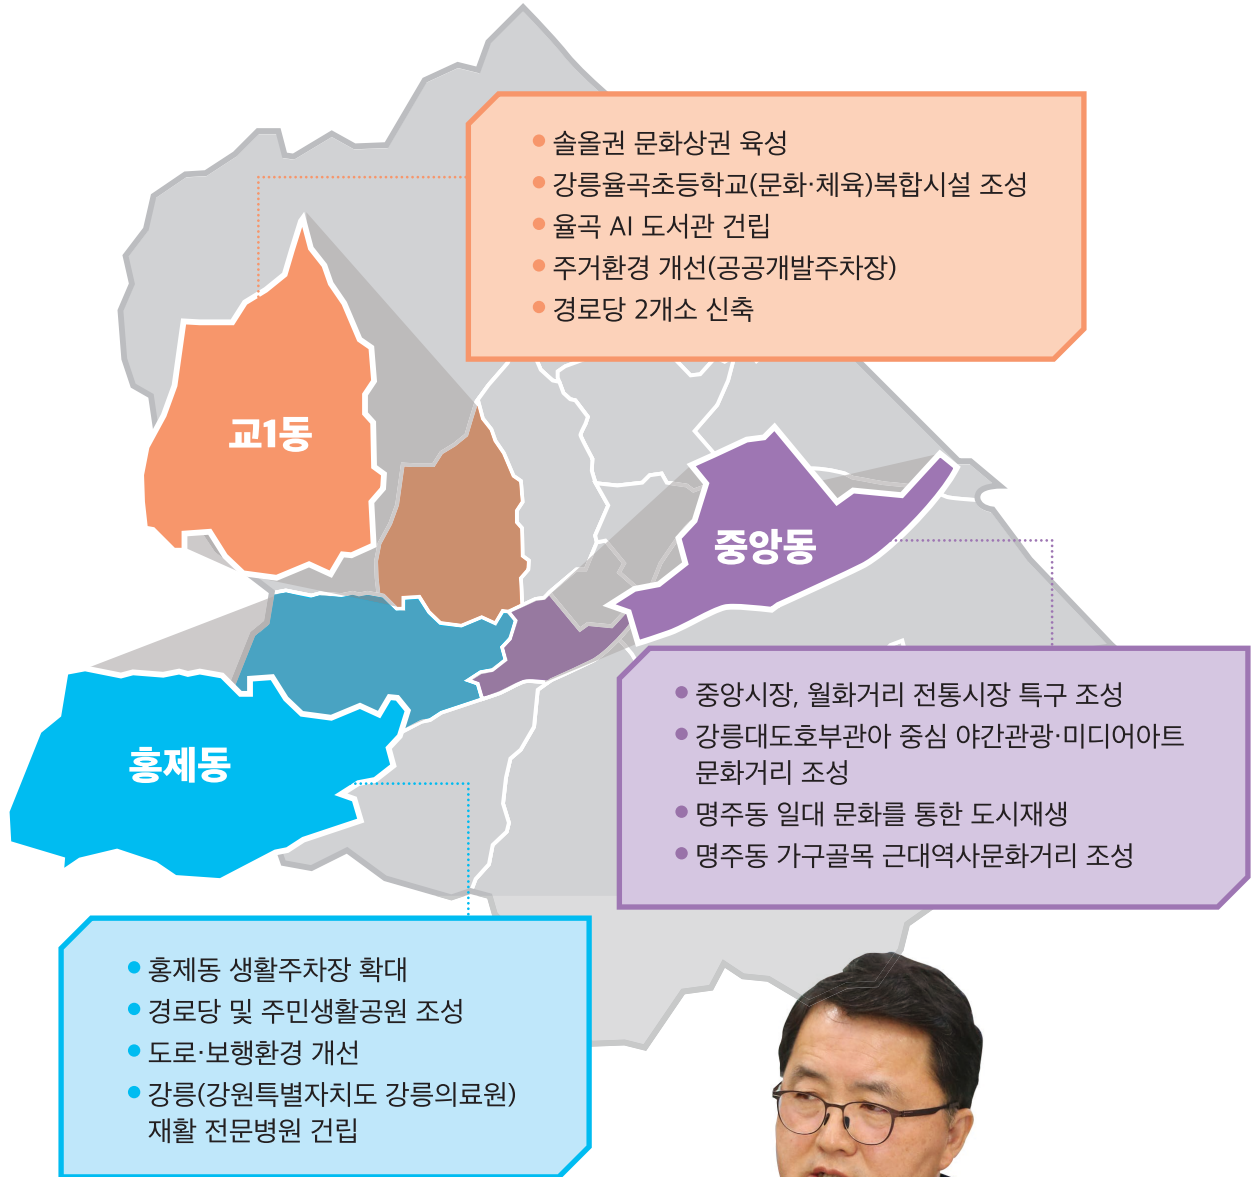 솔올권 문화상권 육성
강릉율곡초등학교(문화·체육)복합시설 조성
율곡 AI 도서관 건립
주거환경 개선(공공개발주차장)
경로당 2개소 신축
교1동
중앙동
중앙시장, 월화거리 전통시장 특구 조성
강릉대도호부관아 중심 야간관광·미디어아트
문화거리 조성
명주동 일대 문화를 통한 도시재생
명주동 가구골목 근대역사문화거리 조성
홍제동
홍제동 생활주차장 확대
경로당 및 주민생활공원 조성
도로·보행환경 개선
강릉(강원특별자치도 강릉의료원)
재활 전문병원 건립